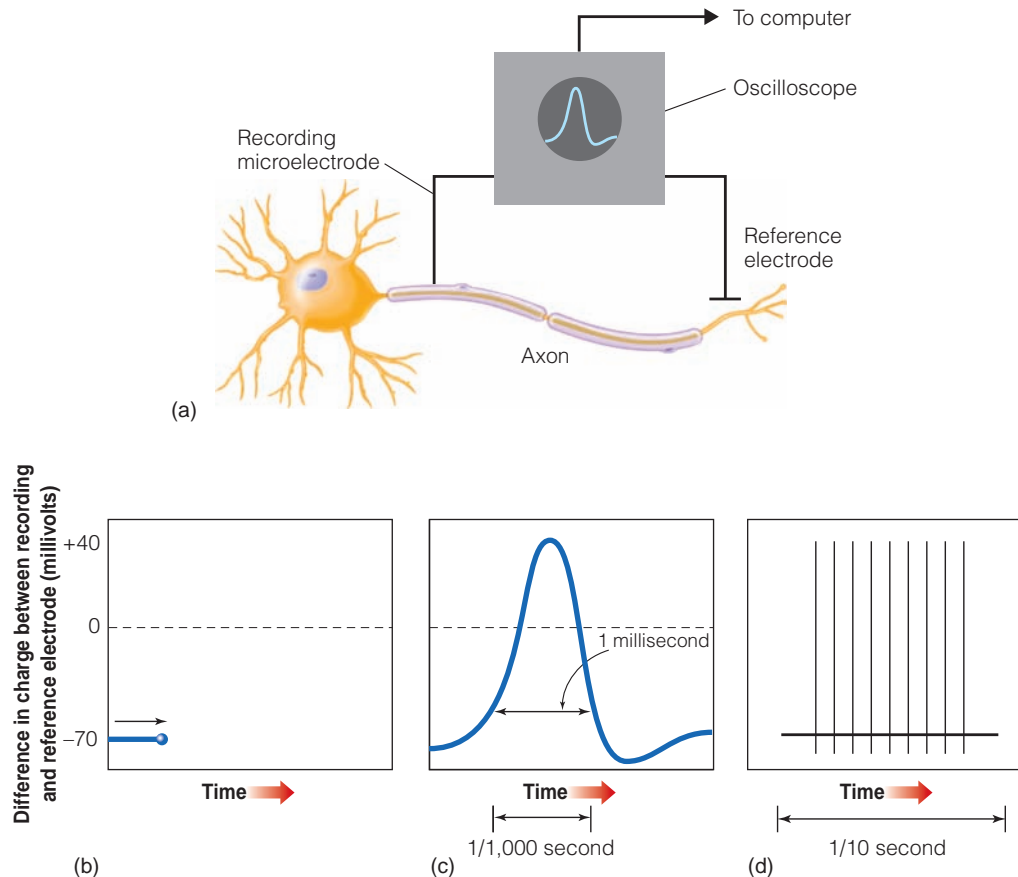 To computer
Oscilloscope
Recording
microelectrode
Reference
electrode
Axon
(a)
Difference in charge between recording
and reference electrode (millivolts)
+40
0
–70
Time
(b)
1 millisecond
Time
1/1,000 second
(c)
Time
1/10 second
(d)